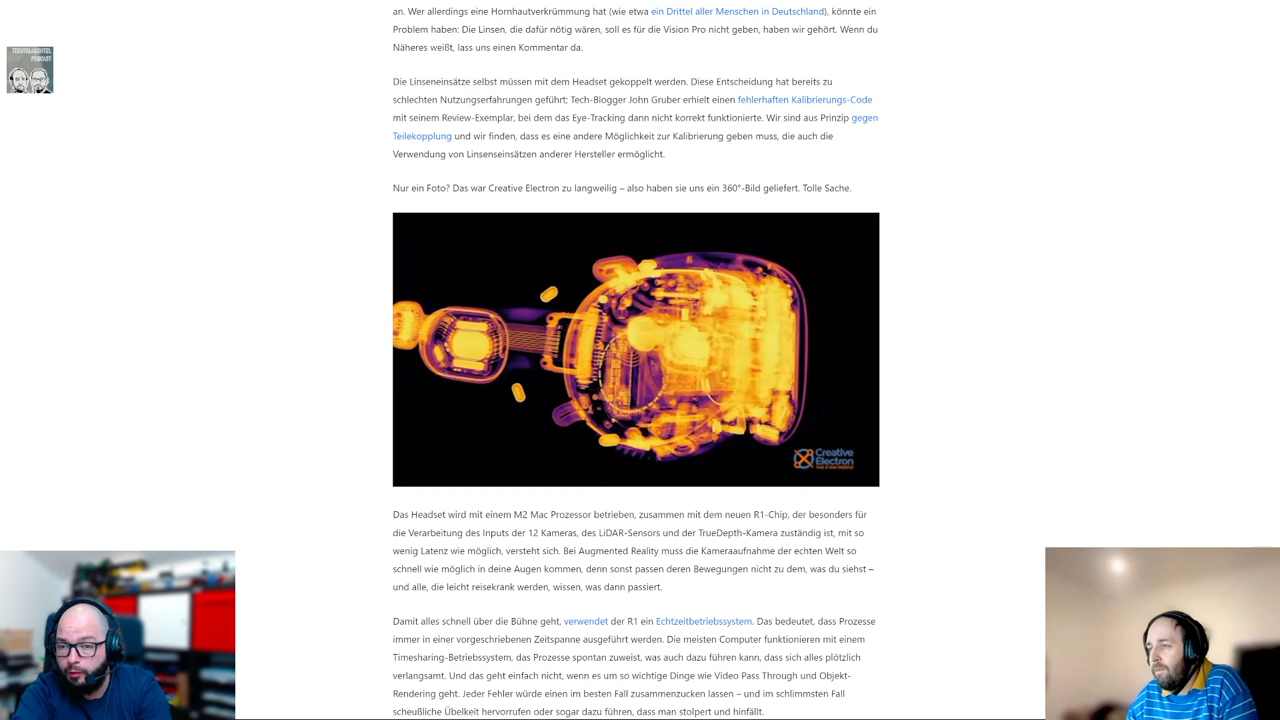 an. Wer allerdings eine Hornhautverkrümmung hat (wie etwa ein Drittel aller Menschen in Deutschland), könnte ein
Problem haben: Die Linsen, die dafür nötig wären, soll es für die Vision Pro nicht geben, haben wir gehört. Wenn du
Näheres weißt, lass uns einen Kommentar da.
TECHTELMECHTEL
PODCAST
Die Linseneinsätze selbst müssen mit dem Headset gekoppelt werden. Diese Entscheidung hat bereits zu
schlechten Nutzungserfahrungen geführt; Tech-Blogger John Gruber erhielt einen fehlerhaften Kalibrierungs-Code
mit seinem Review-Exemplar, bei dem das Eye-Tracking dann nicht korrekt funktionierte. Wir sind aus Prinzip gegen
Teilekopplung und wir finden, dass es eine andere Möglichkeit zur Kalibrierung geben muss, die auch die
Verwendung von Linsenseinsätzen anderer Hersteller ermöglicht.
Nur ein Foto? Das war Creative Electron zu langweilig – also haben sie uns ein 360°-Bild geliefert. Tolle Sache.
Creative
Electron
THE X-RAY PEOPLE
Das Headset wird mit einem M2 Mac Prozessor betrieben, zusammen mit dem neuen R1-Chip, der besonders für
die Verarbeitung des Inputs der 12 Kameras, des LiDAR-Sensors und der TrueDepth-Kamera zuständig ist, mit so
wenig Latenz wie möglich, versteht sich. Bei Augmented Reality muss die Kameraaufnahme der echten Welt so
schnell wie möglich in deine Augen kommen, denn sonst passen deren Bewegungen nicht zu dem, was du siehst –
und alle, die leicht reisekrank werden, wissen, was dann passiert.
Damit alles schnell über die Bühne geht, verwendet der R1 ein Echtzeitbetriebssystem. Das bedeutet, dass Prozesse
immer in einer vorgeschriebenen Zeitspanne ausgeführt werden. Die meisten Computer funktionieren mit einem
Timesharing-Betriebssystem, das Prozesse spontan zuweist, was auch dazu führen kann, dass sich alles plötzlich
verlangsamt. Und das geht einfach nicht, wenn es um so wichtige Dinge wie Video Pass Through und Objekt-
Rendering geht. Jeder Fehler würde einen im besten Fall zusammenzucken lassen – und im schlimmsten Fall
scheußliche Übelkeit hervorrufen oder sogar dazu führen, dass man stolpert und hinfällt.